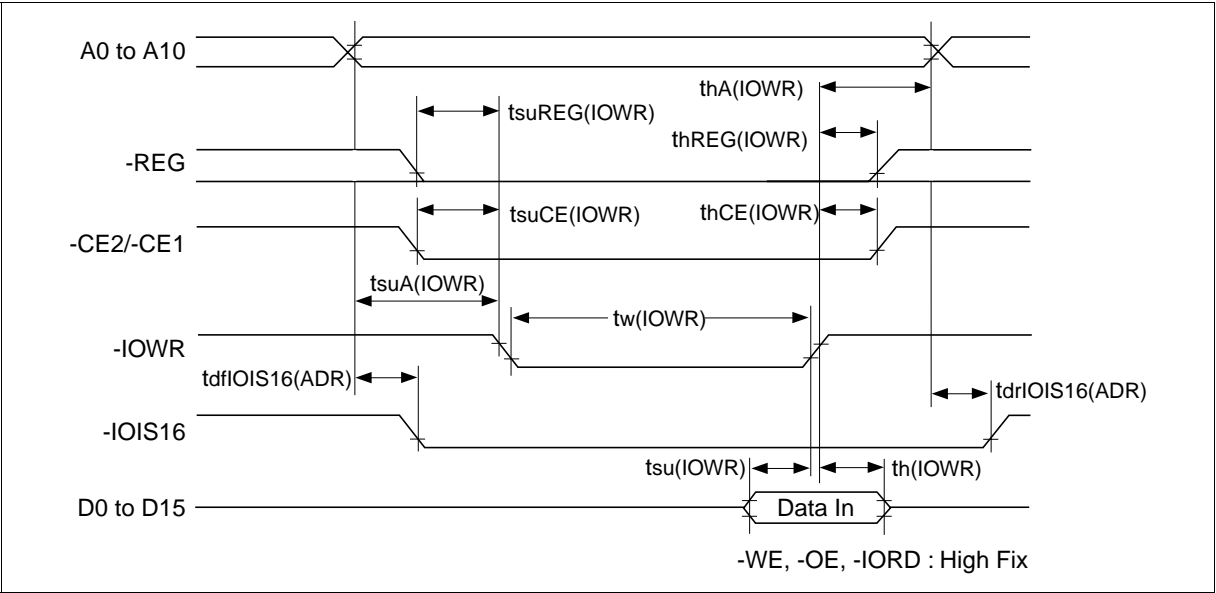 A0 to A10
thA(IOWR)
tsuREG(IOWR)
thREG(IOWR)
-REG
tsuCE(IOWR)
thCE(IOWR)
-CE2/-CE1
tsuA(IOWR)
tw(IOWR)
-IOWR
tdfIOIS16(ADR)
tdrIOIS16(ADR)
-IOIS16
tsu(IOWR)
th(IOWR)
D0 to D15
Data In
-WE, -OE, -IORD : High Fix